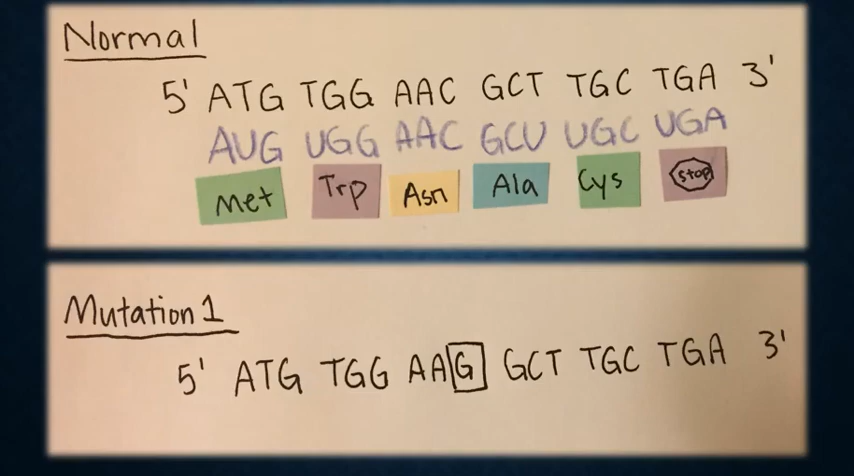 Normal
5' ATG TGG AAC GCT TGC TGA 3'
AUG UGG AAC GCU UGC UGA
Met Trp Asn Ala Cys Stop
Mutation 1
5' ATG TGG AAG GCT TGC TGA 3'